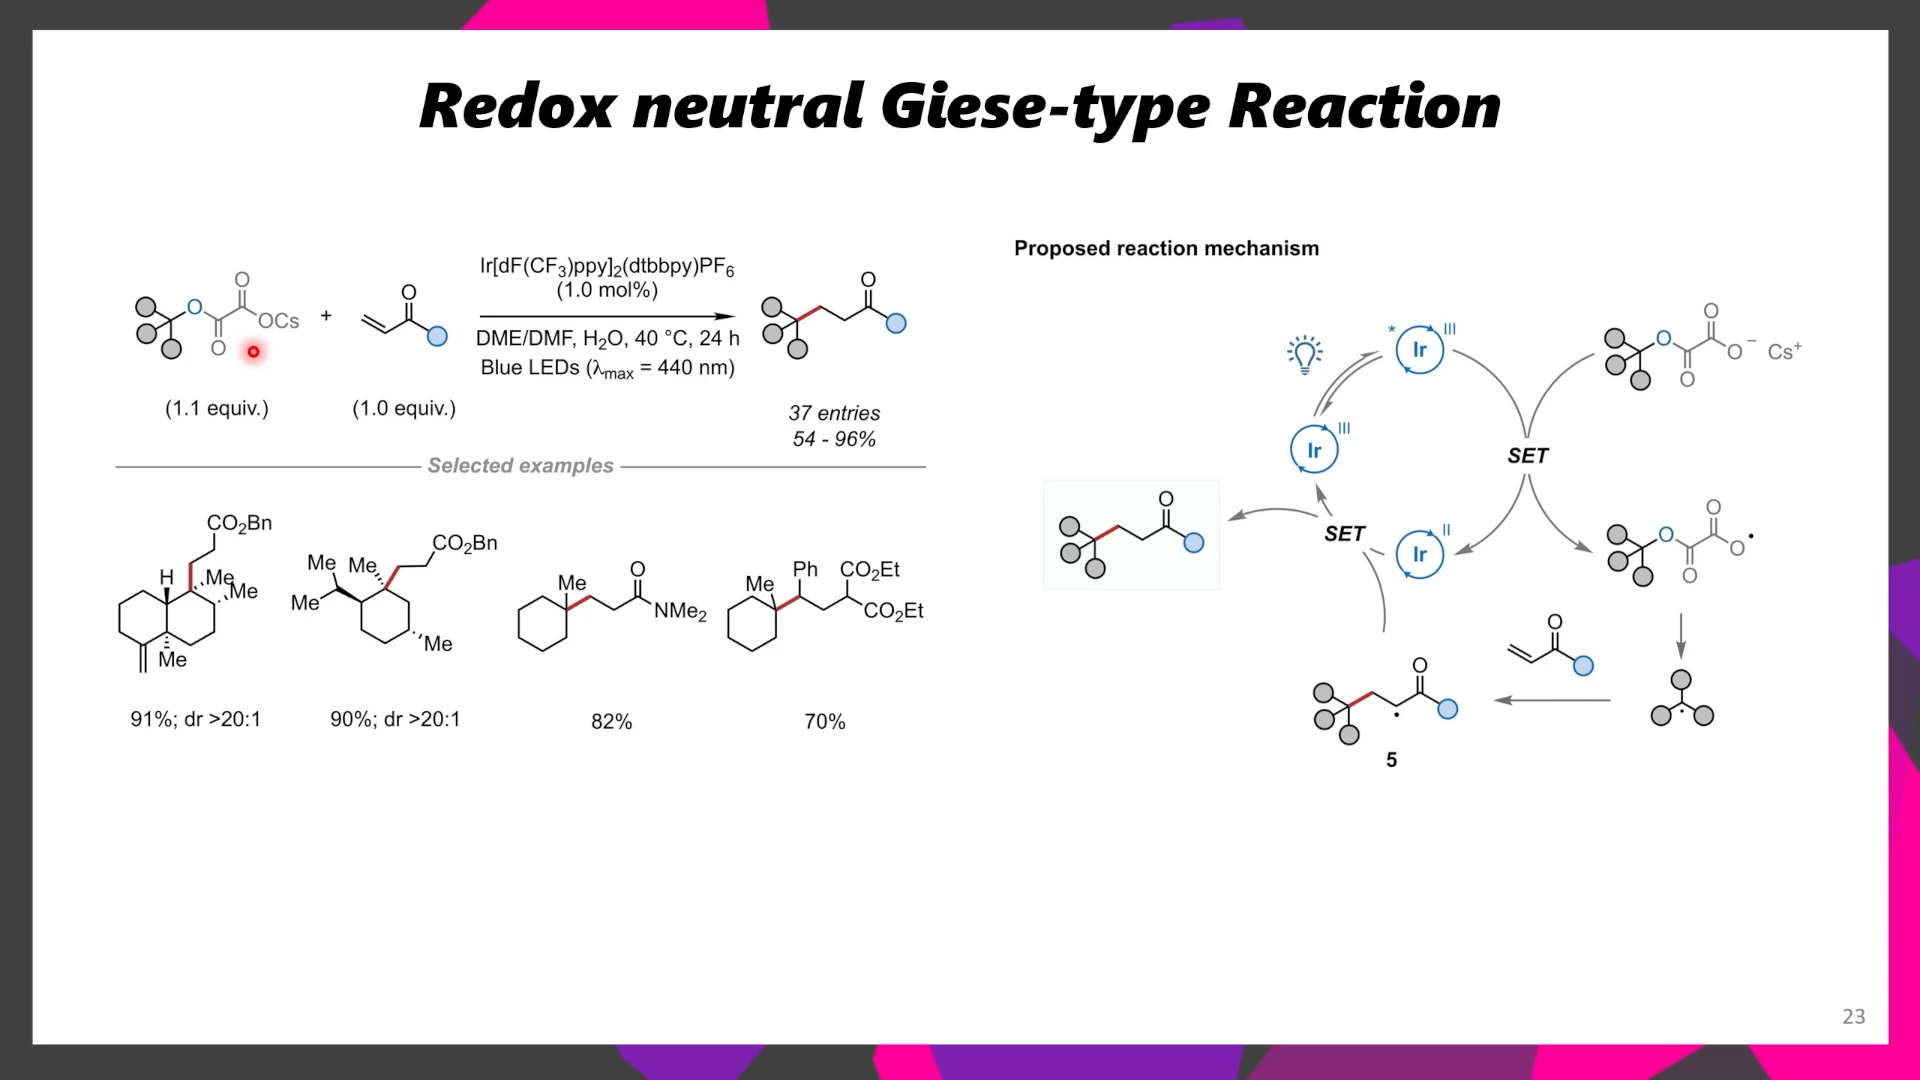 Redox neutral Giese-type Reaction
O
O
O
OCs
+
O
Ir[dF(CF3)ppy]2(dtbbpy)PF6
(1.0 mol%)
DME/DMF, H2O, 40 °C, 24 h
Blue LEDs (λmax = 440 nm)
O
(1.1 equiv.)
(1.0 equiv.)
37 entries
54 - 96%
Selected examples
CO2Bn
H
Me
Me
Me
91%; dr >20:1
Me
Me
Me
CO2Bn
Me
90%; dr >20:1
Me
O
NMe2
82%
Me
Ph
CO2Et
CO2Et
70%
Proposed reaction mechanism
* Ir III
O
O
O
O− Cs+
Ir III
SET
O
SET
Ir II
O
O
O
O•
O
O
5
23